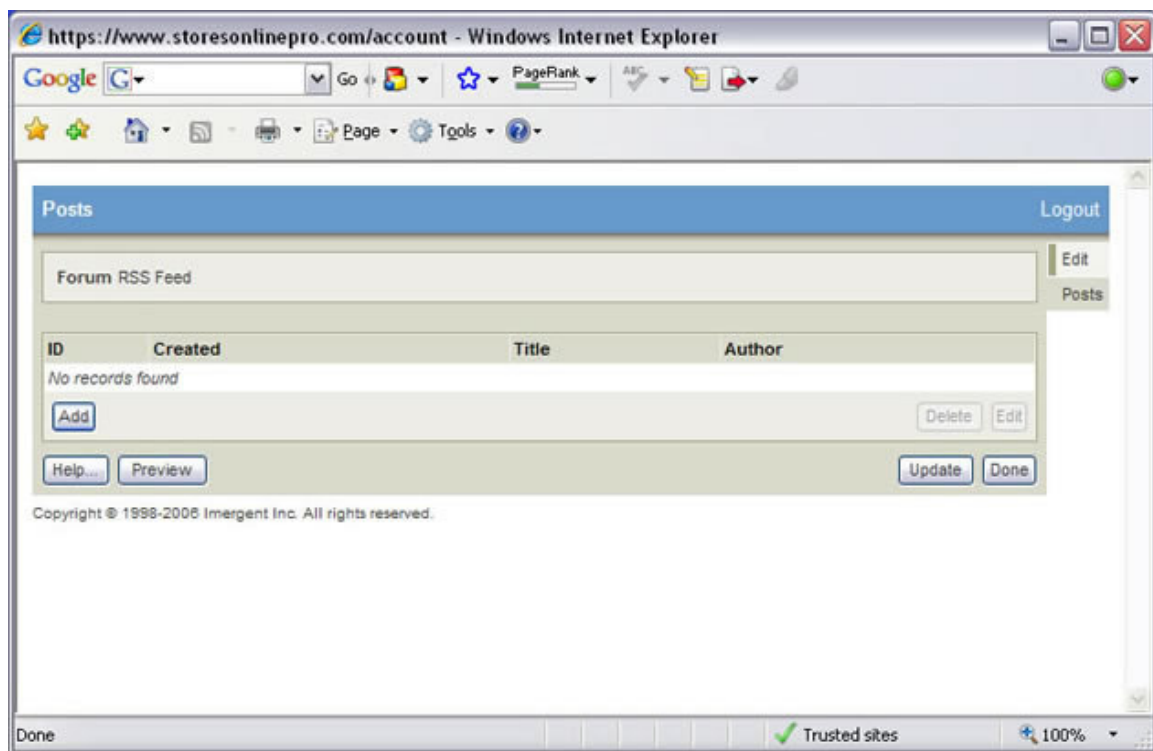 https://www.storesonlinepro.com/account - Windows Internet Explorer
Google G Go PageRank ABC
Page Tools
Posts Logout
Edit
Forum RSS Feed
Posts
ID Created Title Author
No records found
Add Delete Edit
Help... Preview Update Done
Copyright © 1998-2006 Imergent Inc. All rights reserved.
Done Trusted sites 100%